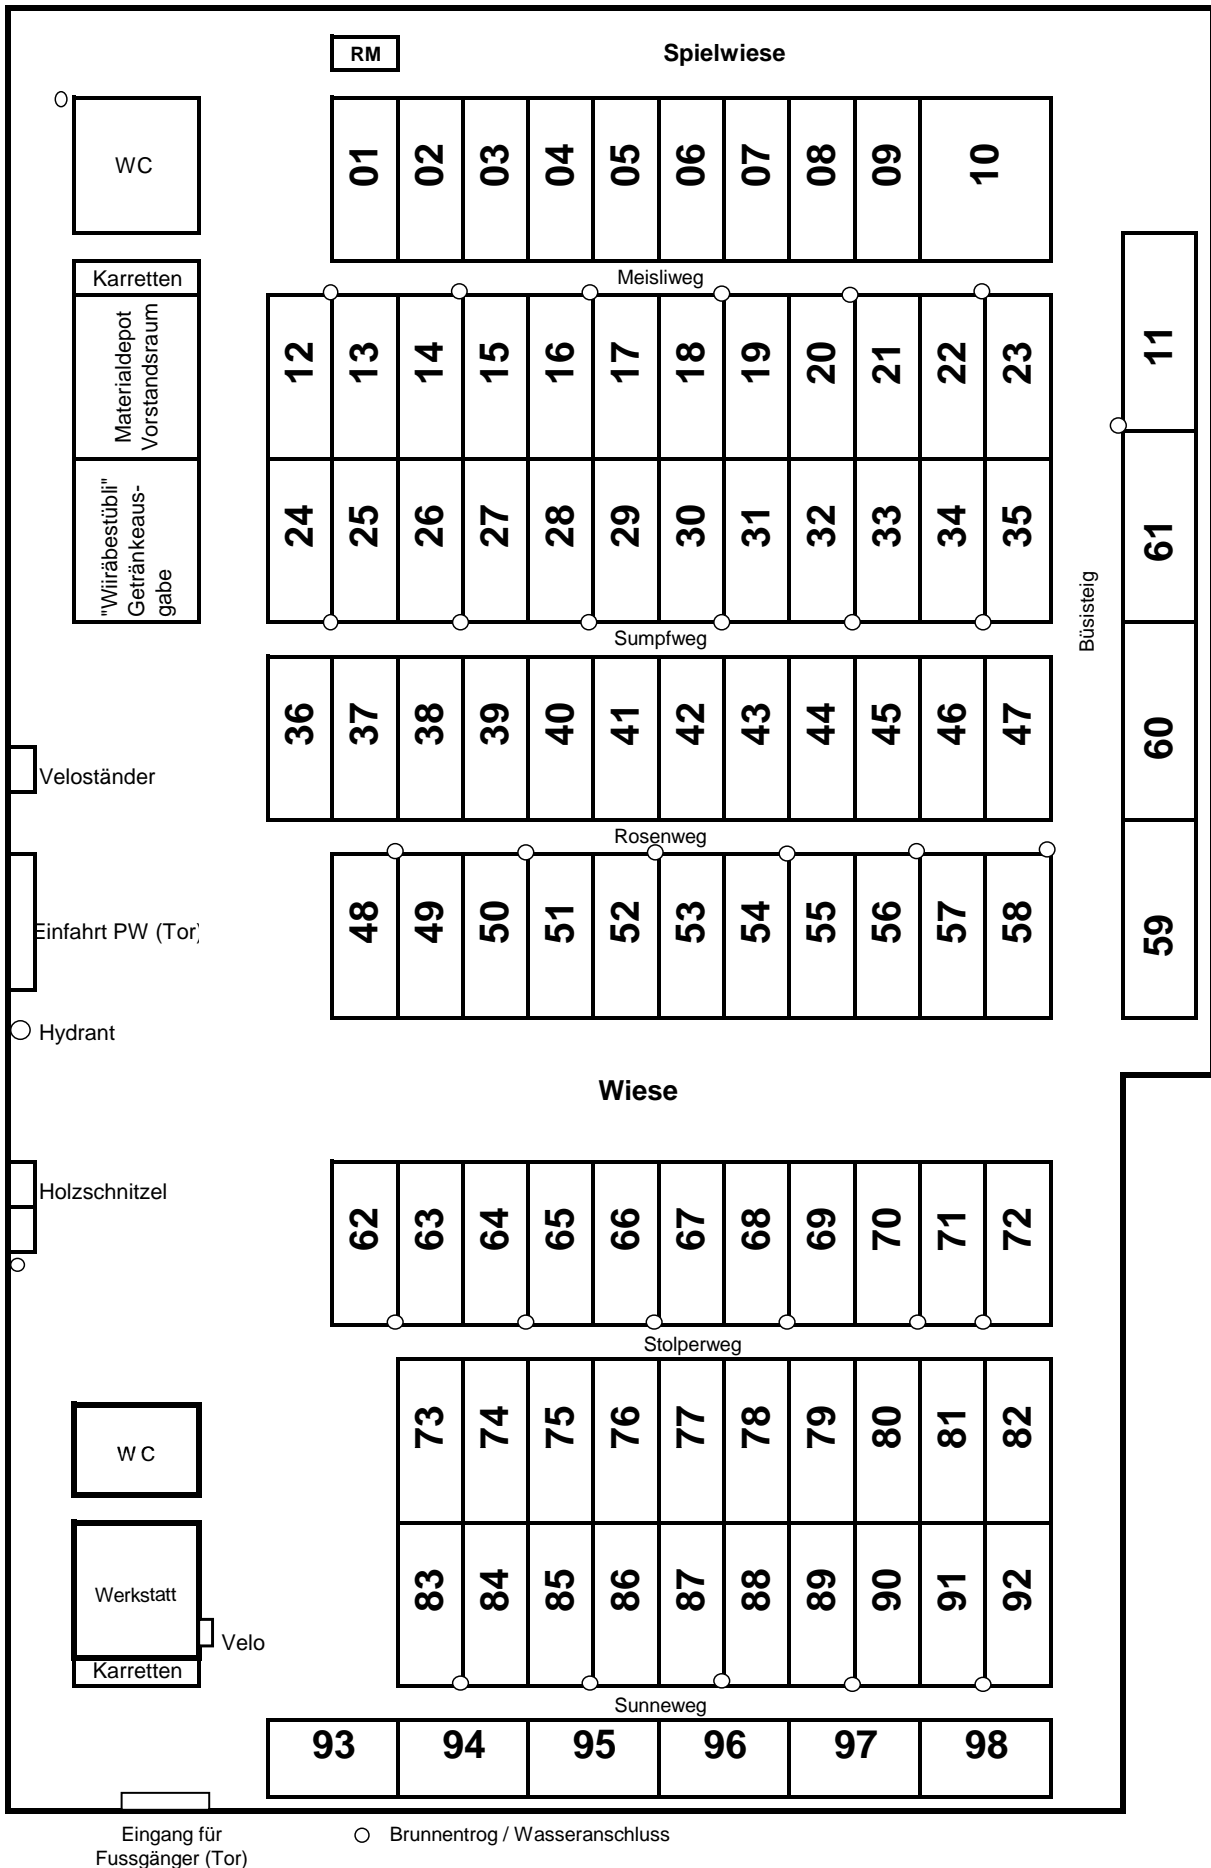 RM
Spielwiese
WC
01 02 03 04 05 06 07 08 09 10
Karretten
Meisliweg
Materialdepot
Vorstandsraum
12 13 14 15 16 17 18 19 20 21 22 23
11
"Wiiräbestübli"
Getränkeaus-
gabe
24 25 26 27 28 29 30 31 32 33 34 35
61
Büsisteig
Sumpfweg
36 37 38 39 40 41 42 43 44 45 46 47
60
Veloständer
Rosenweg
48 49 50 51 52 53 54 55 56 57 58
59
Einfahrt PW (Tor)
Hydrant
Wiese
Holzschnitzel
62 63 64 65 66 67 68 69 70 71 72
Stolperweg
73 74 75 76 77 78 79 80 81 82
WC
83 84 85 86 87 88 89 90 91 92
Werkstatt
Velo
Karretten
Sunneweg
93 94 95 96 97 98
Eingang für
Fussgänger (Tor)
Brunnentrog / Wasseranschluss